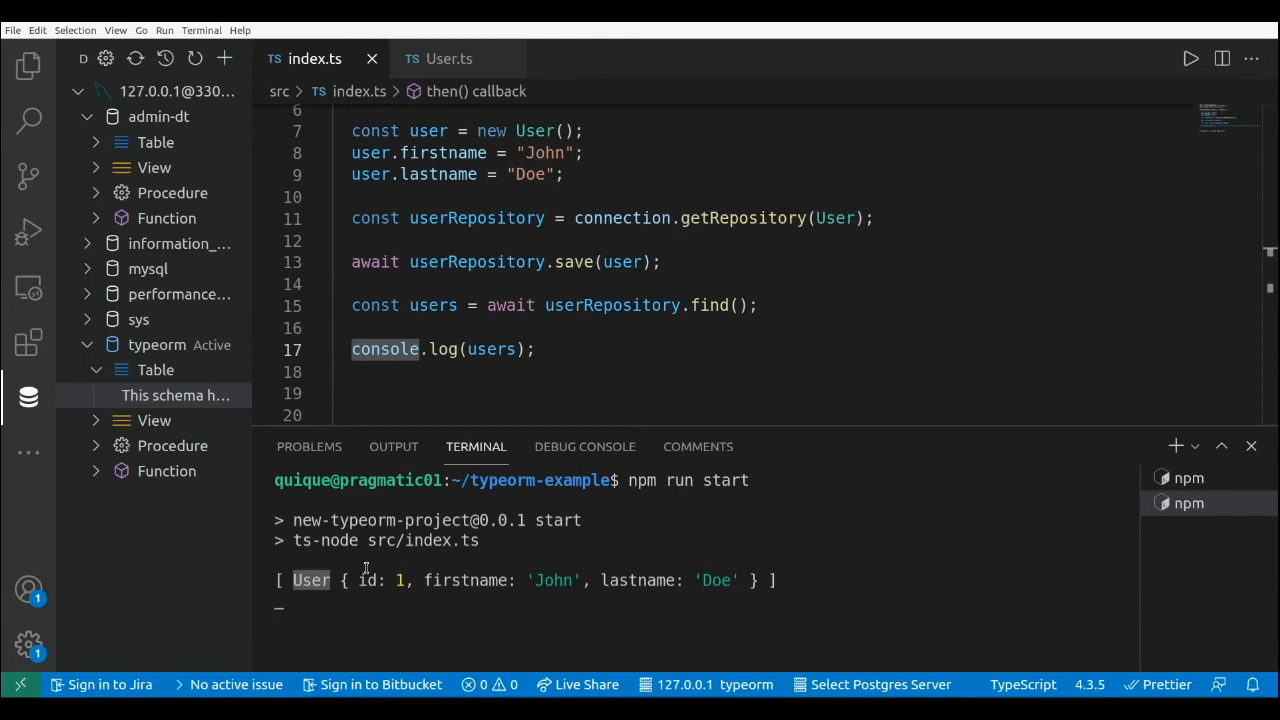 File Edit Selection View Go Run Terminal Help
D
TS index.ts
TS User.ts
src > TS index.ts > then() callback
127.0.0.1@330...
admin-dt
Table
View
Procedure
Function
information_...
mysql
performance...
sys
typeorm Active
Table
This schema h...
View
Procedure
Function
6
7 const user = new User();
8 user.firstname = "John";
9 user.lastname = "Doe";
10
11 const userRepository = connection.getRepository(User);
12
13 await userRepository.save(user);
14
15 const users = await userRepository.find();
16
17 console.log(users);
18
19
20
PROBLEMS OUTPUT TERMINAL DEBUG CONSOLE COMMENTS
quique@pragmatic01:~/typeorm-example$ npm run start
> new-typeorm-project@0.0.1 start
> ts-node src/index.ts
[ User { id: 1, firstname: 'John', lastname: 'Doe' } ]
npm
npm
1
1
Sign in to Jira No active issue Sign in to Bitbucket 0 0 Live Share 127.0.0.1 typeorm Select Postgres Server TypeScript 4.3.5 Prettier